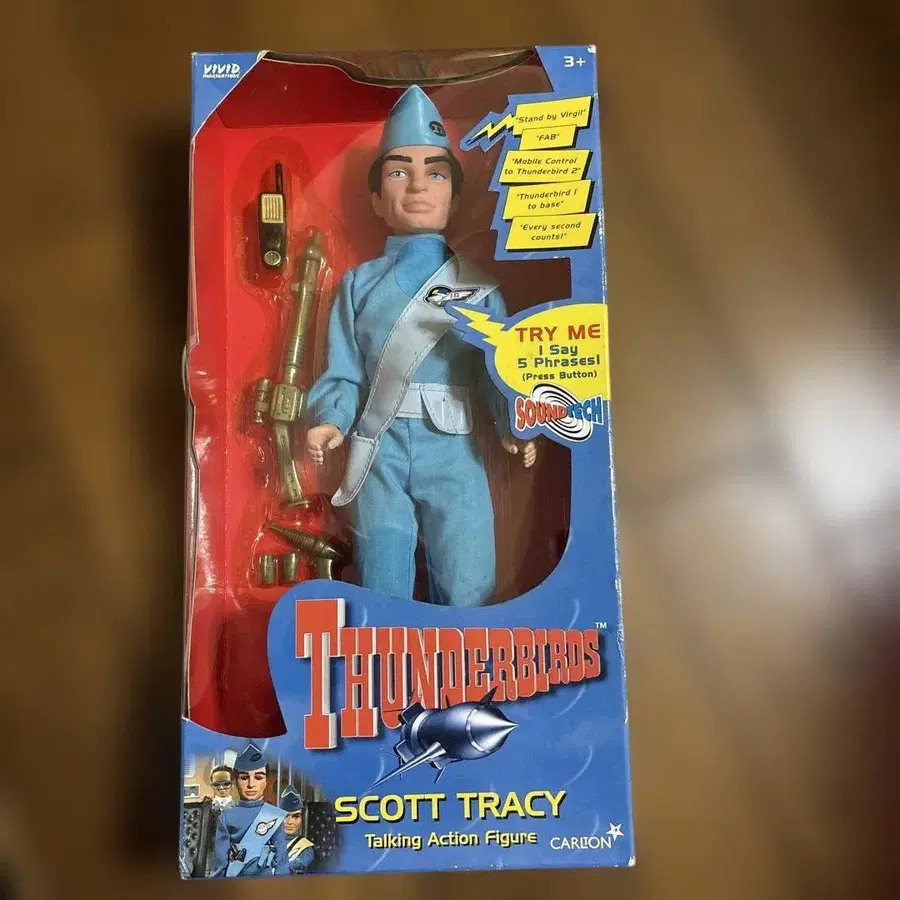 VIVID
IMAGINATIONS
3+
"Stand by Virgil"
"FAB"
"Mobile Control
to Thunderbird 2"
"Thunderbird 1
to base"
"Every second
counts!"
TRY ME
I Say
5 Phrases!
(Press Button)
SOUNDTECH
THUNDERBIRDS™
SCOTT TRACY
Talking Action Figure
CARLTON